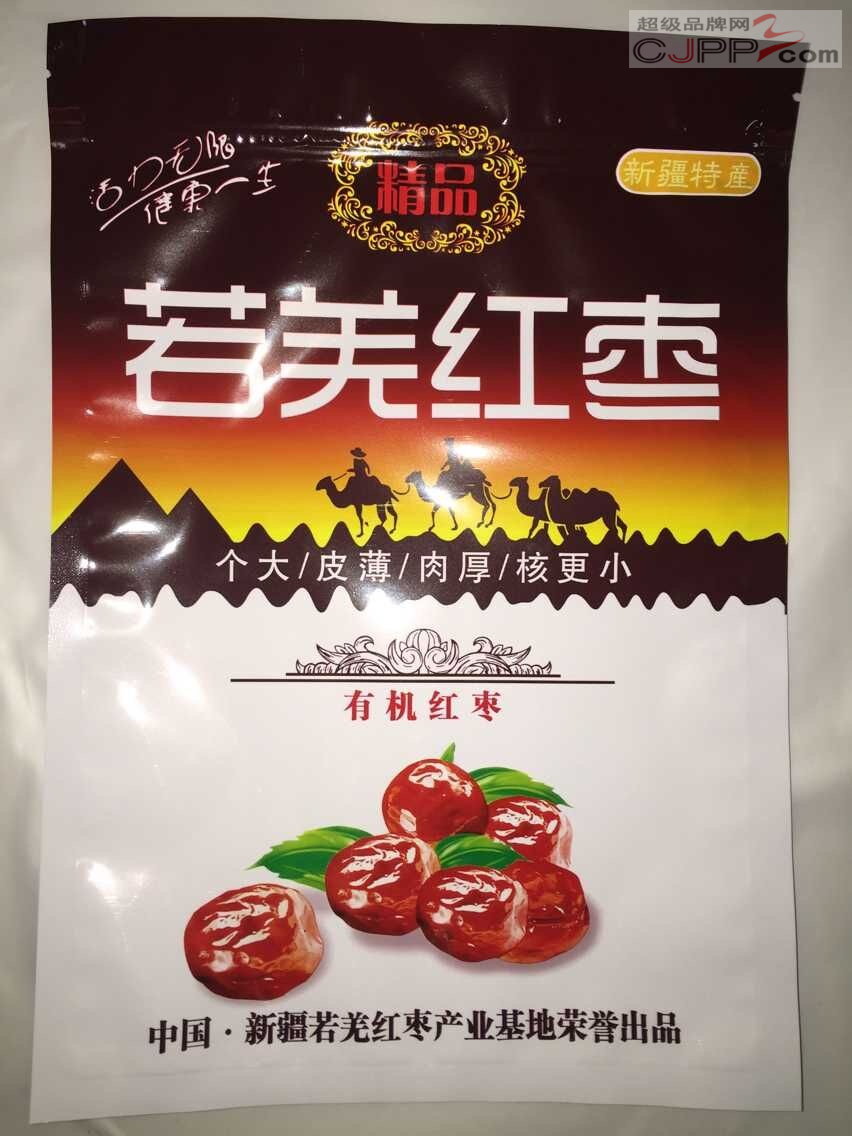 超级品牌网
CJPP.com
活力无限
健康一生
精品
新疆特産
若羌红枣
个大/皮薄/肉厚/核更小
有机红枣
中国·新疆若羌红枣产业基地荣誉出品